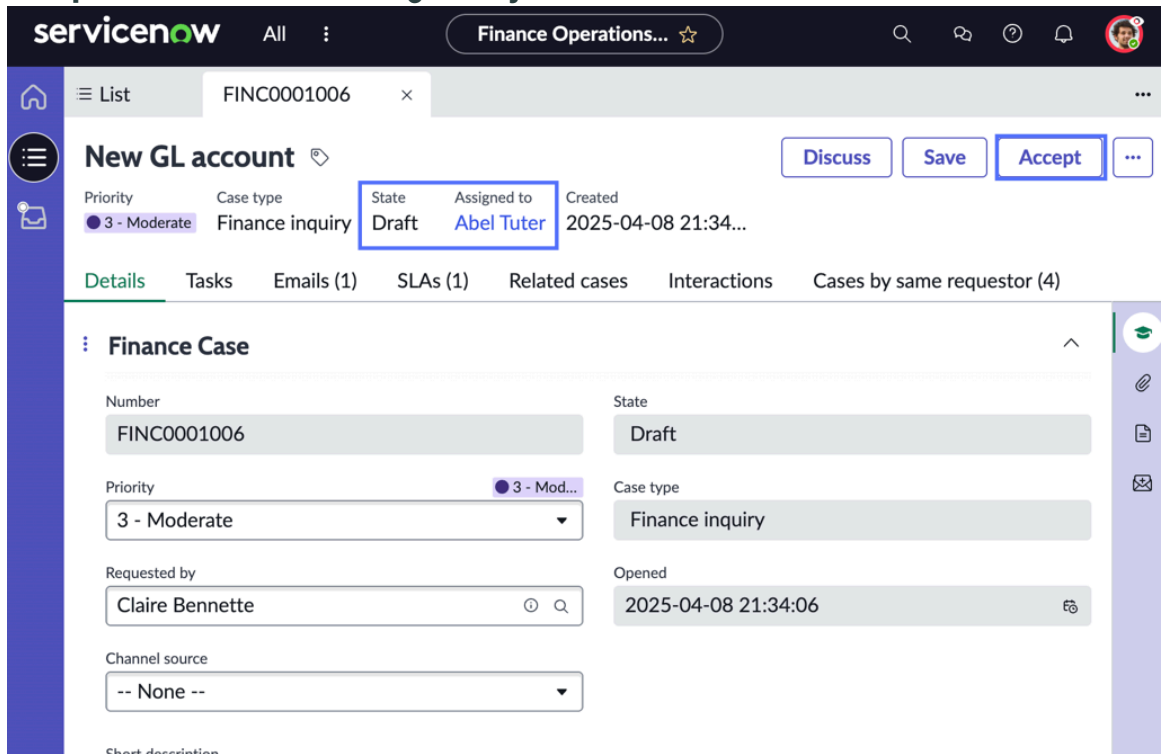 servicenow All Finance Operations...
List FINC0001006
New GL account Discuss Save Accept
Priority Case type State Assigned to Created
3 - Moderate Finance inquiry Draft Abel Tuter 2025-04-08 21:34...
Details Tasks Emails (1) SLAs (1) Related cases Interactions Cases by same requestor (4)
Finance Case
Number State
FINC0001006 Draft
Priority 3 - Mod... Case type
3 - Moderate Finance inquiry
Requested by Opened
Claire Bennette 2025-04-08 21:34:06
Channel source
-- None --
Short description